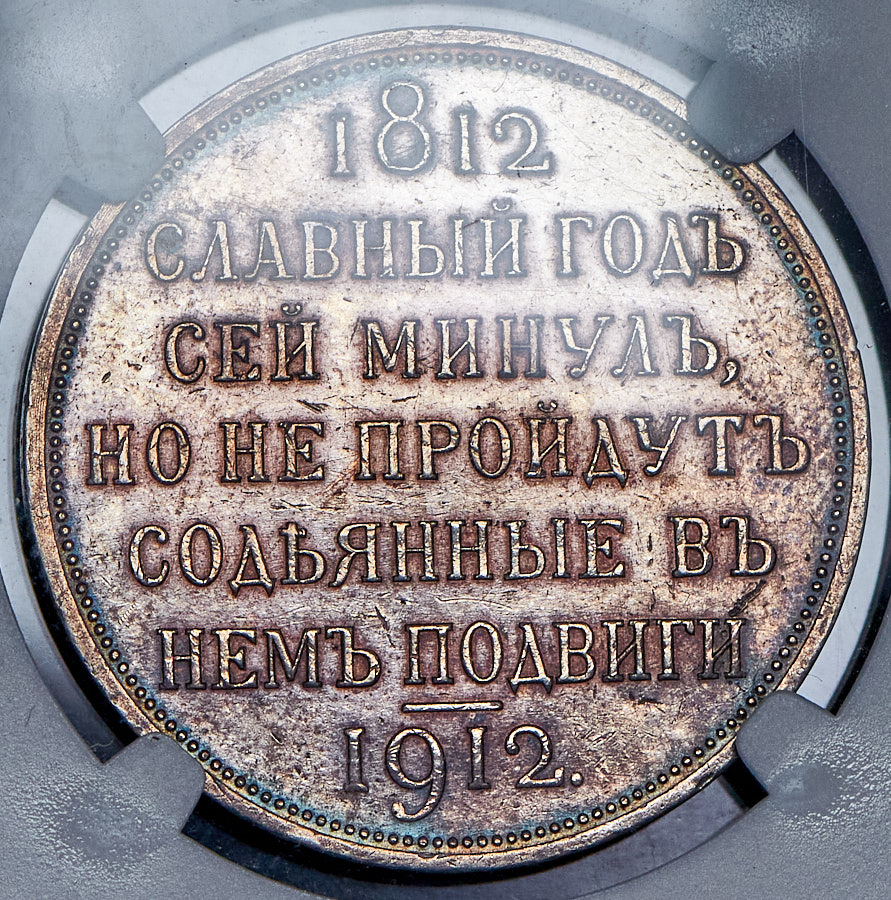 1812
СЛАВНЫЙ ГОДЪ
СЕЙ МИНУЛЪ,
НО НЕ ПРОЙДУТЪ
СОДѢЯННЫЕ ВЪ
НЕМЪ ПОДВИГИ
1912.